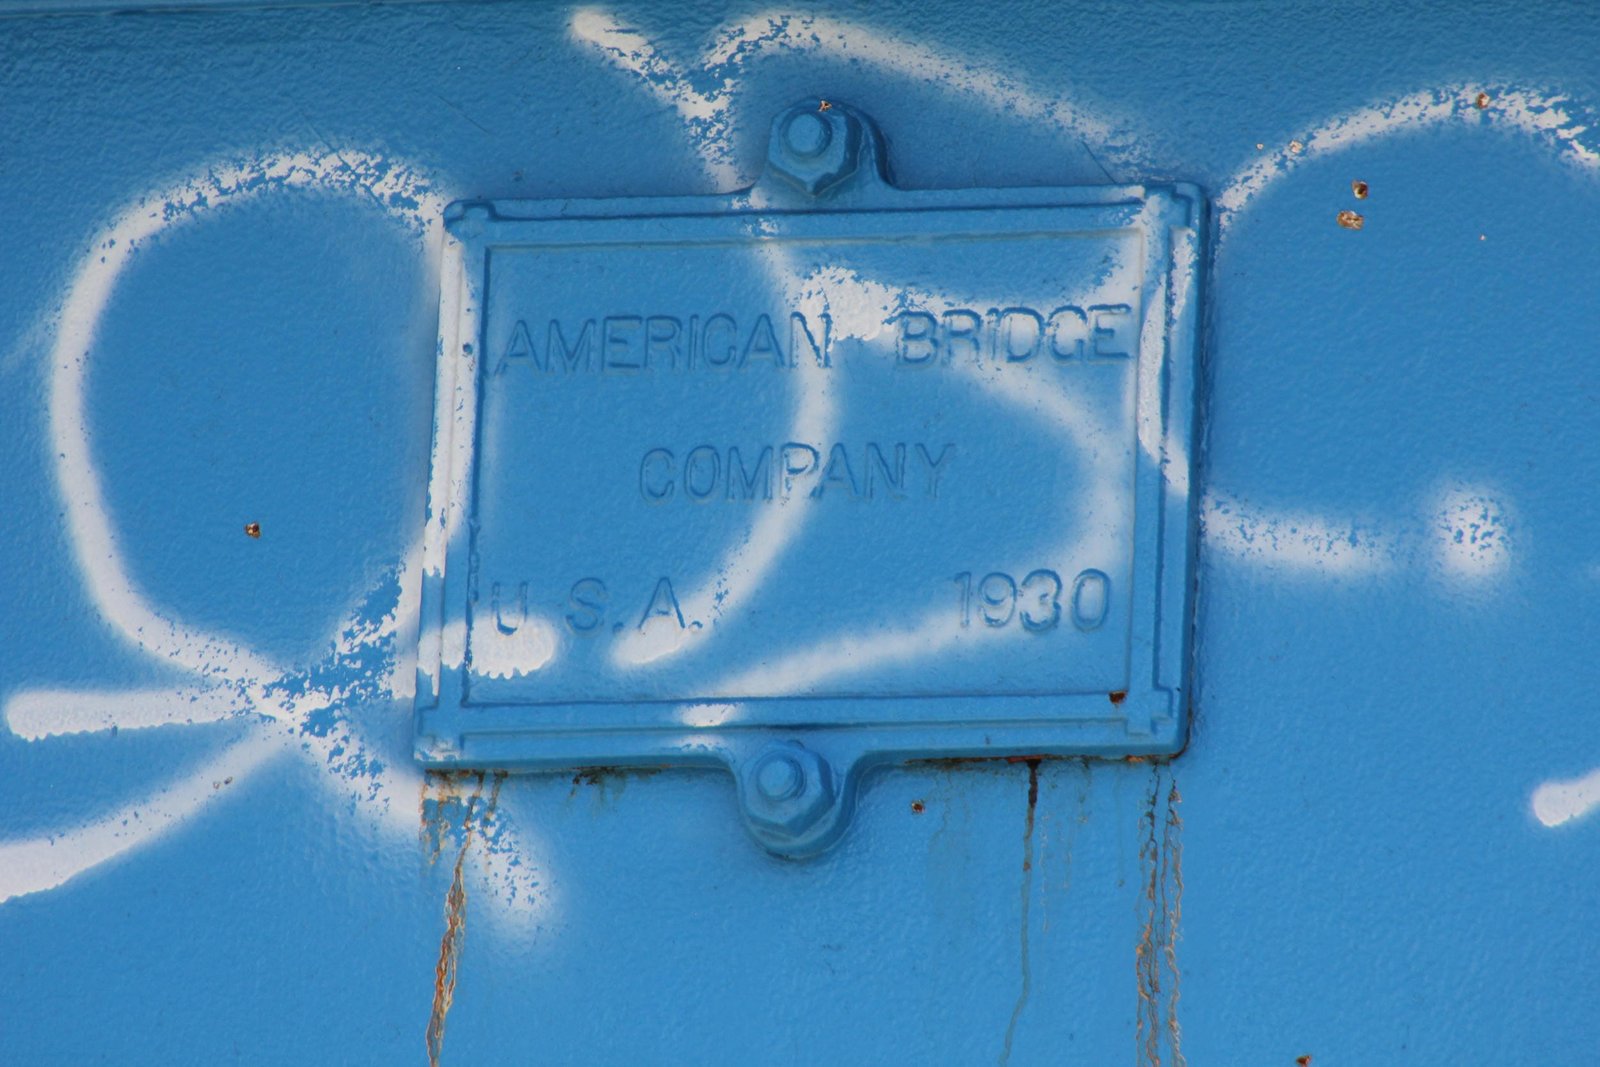 AMERICAN BRIDGE
COMPANY
U.S.A. 1930